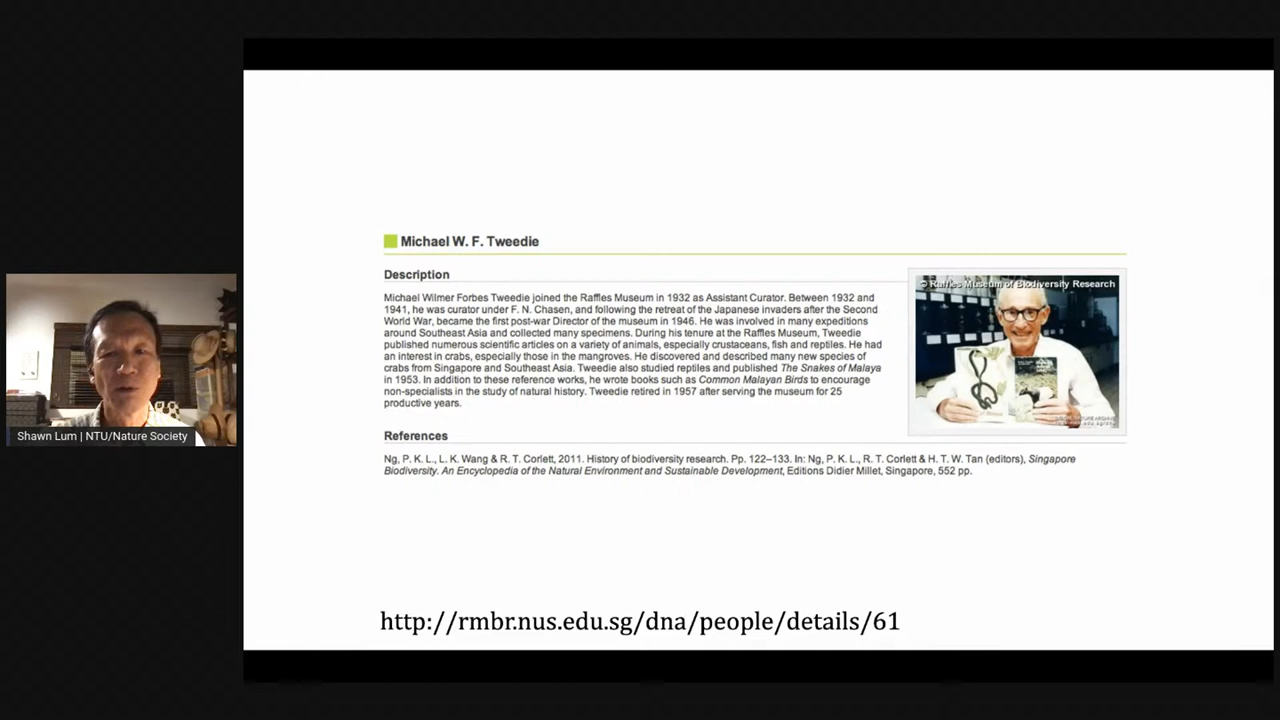 Michael W. F. Tweedie
Description
Michael Wilmer Forbes Tweedie joined the Raffles Museum in 1932 as Assistant Curator. Between 1932 and
1941, he was curator under F. N. Chasen, and following the retreat of the Japanese invaders after the Second
World War, became the first post-war Director of the museum in 1946. He was involved in many expeditions
around Southeast Asia and collected many specimens. During his tenure at the Raffles Museum, Tweedie
published numerous scientific articles on a variety of animals, especially crustaceans, fish and reptiles. He had
an interest in crabs, especially those in the mangroves. He discovered and described many new species of
crabs from Singapore and Southeast Asia. Tweedie also studied reptiles and published The Snakes of Malaya
in 1953. In addition to these reference works, he wrote books such as Common Malayan Birds to encourage
non-specialists in the study of natural history. Tweedie retired in 1957 after serving the museum for 25
productive years.
© Raffles Museum of Biodiversity Research
References
Ng, P. K. L., L. K. Wang & R. T. Corlett, 2011. History of biodiversity research. Pp. 122–133. In: Ng, P. K. L., R. T. Corlett & H. T. W. Tan (editors), Singapore
Biodiversity. An Encyclopedia of the Natural Environment and Sustainable Development, Editions Didier Millet, Singapore, 552 pp.
http://rmbr.nus.edu.sg/dna/people/details/61
Shawn Lum | NTU/Nature Society